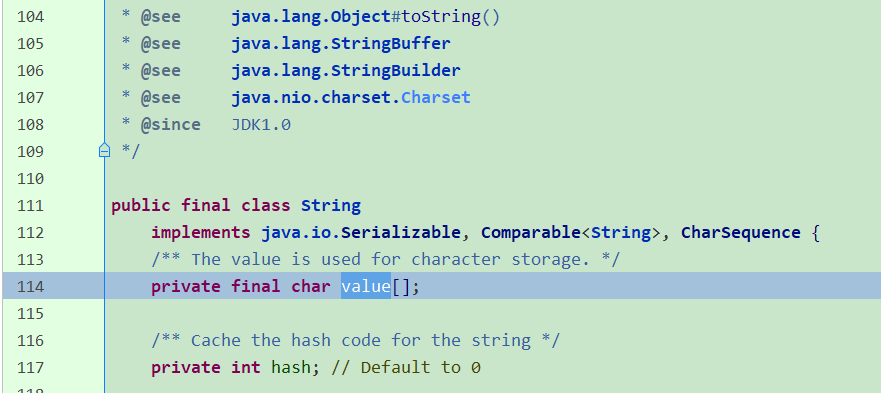 104 * @see java.lang.Object#toString()
105 * @see java.lang.StringBuffer
106 * @see java.lang.StringBuilder
107 * @see java.nio.charset.Charset
108 * @since JDK1.0
109 */
110
111 public final class String
112 implements java.io.Serializable, Comparable<String>, CharSequence {
113 /** The value is used for character storage. */
114 private final char value[];
115
116 /** Cache the hash code for the string */
117 private int hash; // Default to 0
118